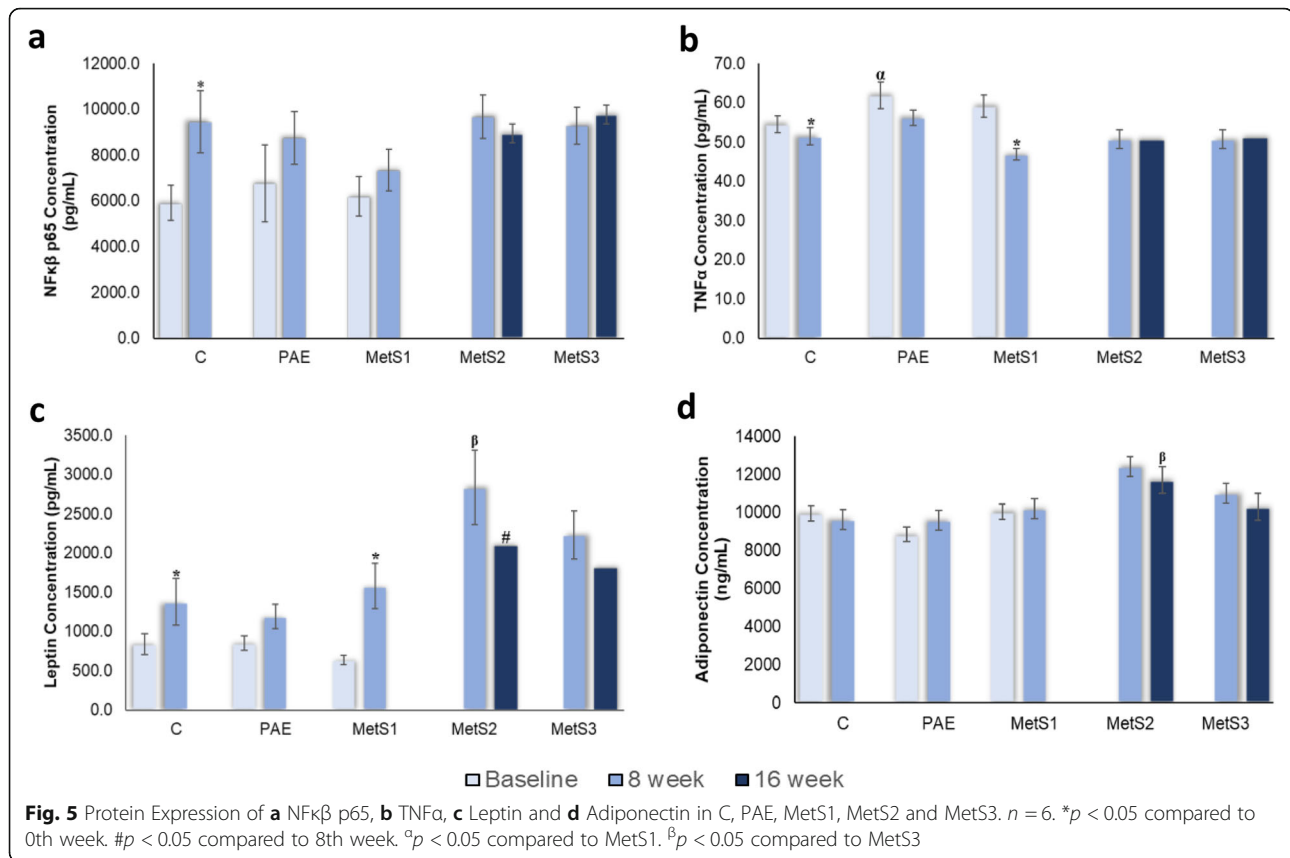 a
12000.0
10000.0
8000.0
6000.0
4000.0
2000.0
0.0
NFκβ p65 Concentration
(pg/mL)
*
C PAE MetS1 MetS2 MetS3
b
70.0
60.0
50.0
40.0
30.0
20.0
10.0
0.0
TNFα Concentration (pg/mL)
α
* *
C PAE MetS1 MetS2 MetS3
c
3500.0
3000.0
2500.0
2000.0
1500.0
1000.0
500.0
0.0
Leptin Concentration (pg/mL)
β
#
* *
C PAE MetS1 MetS2 MetS3
d
14000
12000
10000
8000
6000
4000
2000
0
Adiponectin Concentration
(ng/mL)
β
C PAE MetS1 MetS2 MetS3
Baseline 8 week 16 week
Fig. 5 Protein Expression of a NFκβ p65, b TNFα, c Leptin and d Adiponectin in C, PAE, MetS1, MetS2 and MetS3. n = 6. *p < 0.05 compared to
0th week. #p < 0.05 compared to 8th week. αp < 0.05 compared to MetS1. βp < 0.05 compared to MetS3